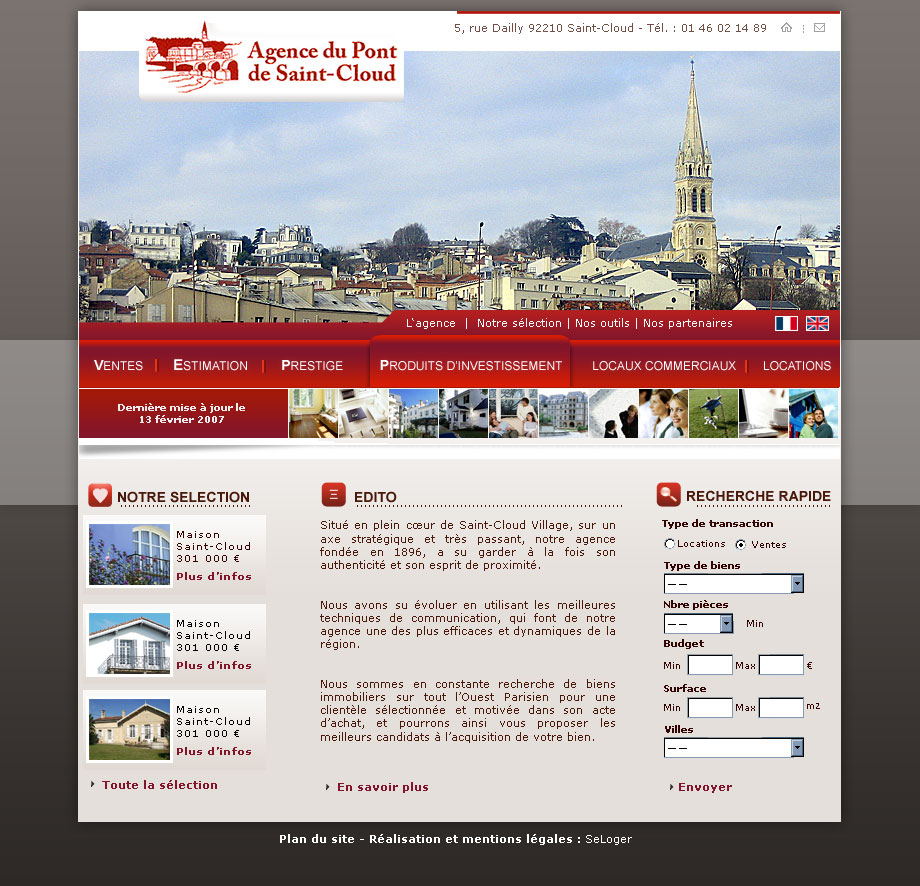 5, rue Dailly 92210 Saint-Cloud - Tél. : 01 46 02 14 89
Agence du Pont
de Saint-Cloud
L'agence | Notre sélection | Nos outils | Nos partenaires
VENTES | ESTIMATION | PRESTIGE PRODUITS D'INVESTISSEMENT LOCAUX COMMERCIAUX | LOCATIONS
Dernière mise à jour le
13 février 2007
NOTRE SELECTION
Maison
Saint-Cloud
301 000 €
Plus d'infos
Maison
Saint-Cloud
301 000 €
Plus d'infos
Maison
Saint-Cloud
301 000 €
Plus d'infos
Toute la sélection
EDITO
Situé en plein cœur de Saint-Cloud Village, sur un
axe stratégique et très passant, notre agence
fondée en 1896, a su garder à la fois son
authenticité et son esprit de proximité.
Nous avons su évoluer en utilisant les meilleures
techniques de communication, qui font de notre
agence une des plus efficaces et dynamiques de la
région.
Nous sommes en constante recherche de biens
immobiliers sur tout l'Ouest Parisien pour une
clientèle sélectionnée et motivée dans son acte
d'achat, et pourrons ainsi vous proposer les
meilleurs candidats à l'acquisition de votre bien.
En savoir plus
RECHERCHE RAPIDE
Type de transaction
Locations Ventes
Type de biens
--
Nbre pièces
-- Min
Budget
Min Max €
Surface
Min Max m2
Villes
--
Envoyer
Plan du site - Réalisation et mentions légales : SeLoger